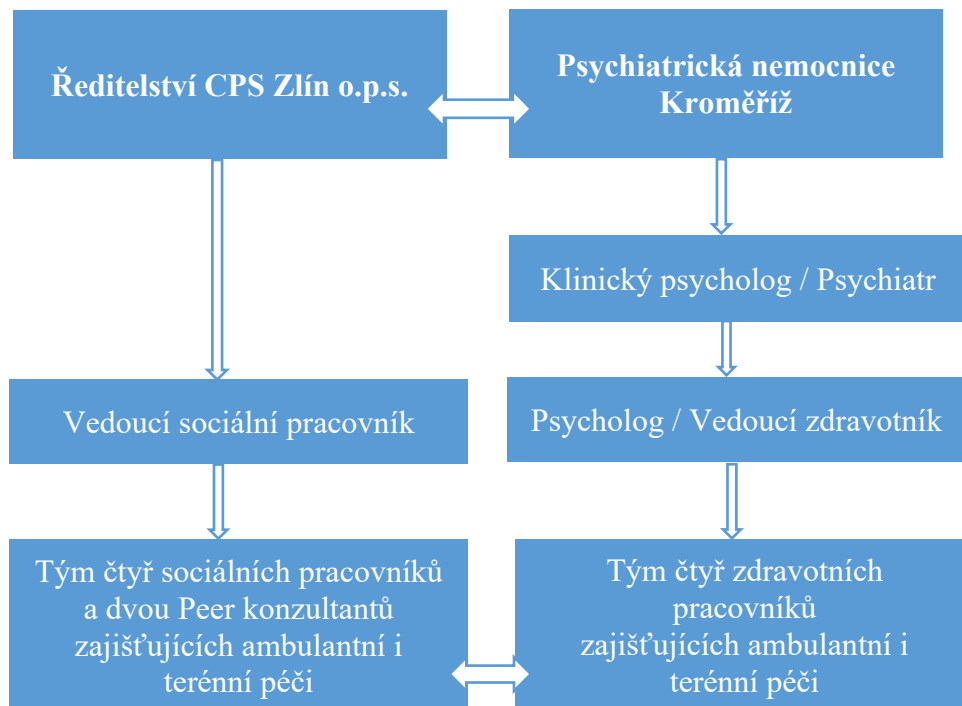 Ředitelství CPS Zlín o.p.s.
Psychiatrická nemocnice
Kroměříž
Klinický psycholog / Psychiatr
Vedoucí sociální pracovník
Psycholog / Vedoucí zdravotník
Tým čtyř sociálních pracovníků
a dvou Peer konzultantů
zajišťujících ambulantní i
terénní péči
Tým čtyř zdravotních
pracovníků
zajišťujících ambulantní i
terénní péči